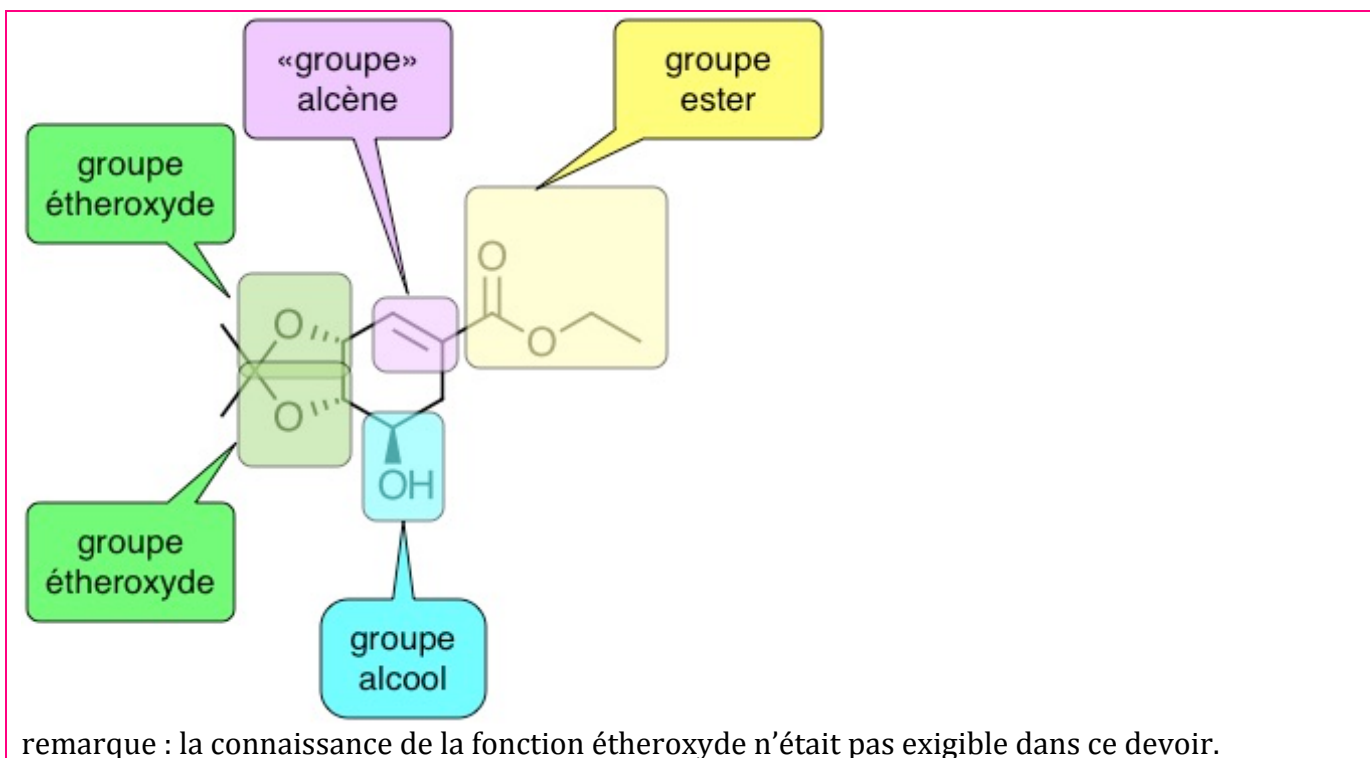 «groupe»
alcène
groupe
ester
groupe
étheroxyde
O
O
O
O
OH
groupe
étheroxyde
groupe
alcool
remarque : la connaissance de la fonction étheroxyde n'était pas exigible dans ce devoir.